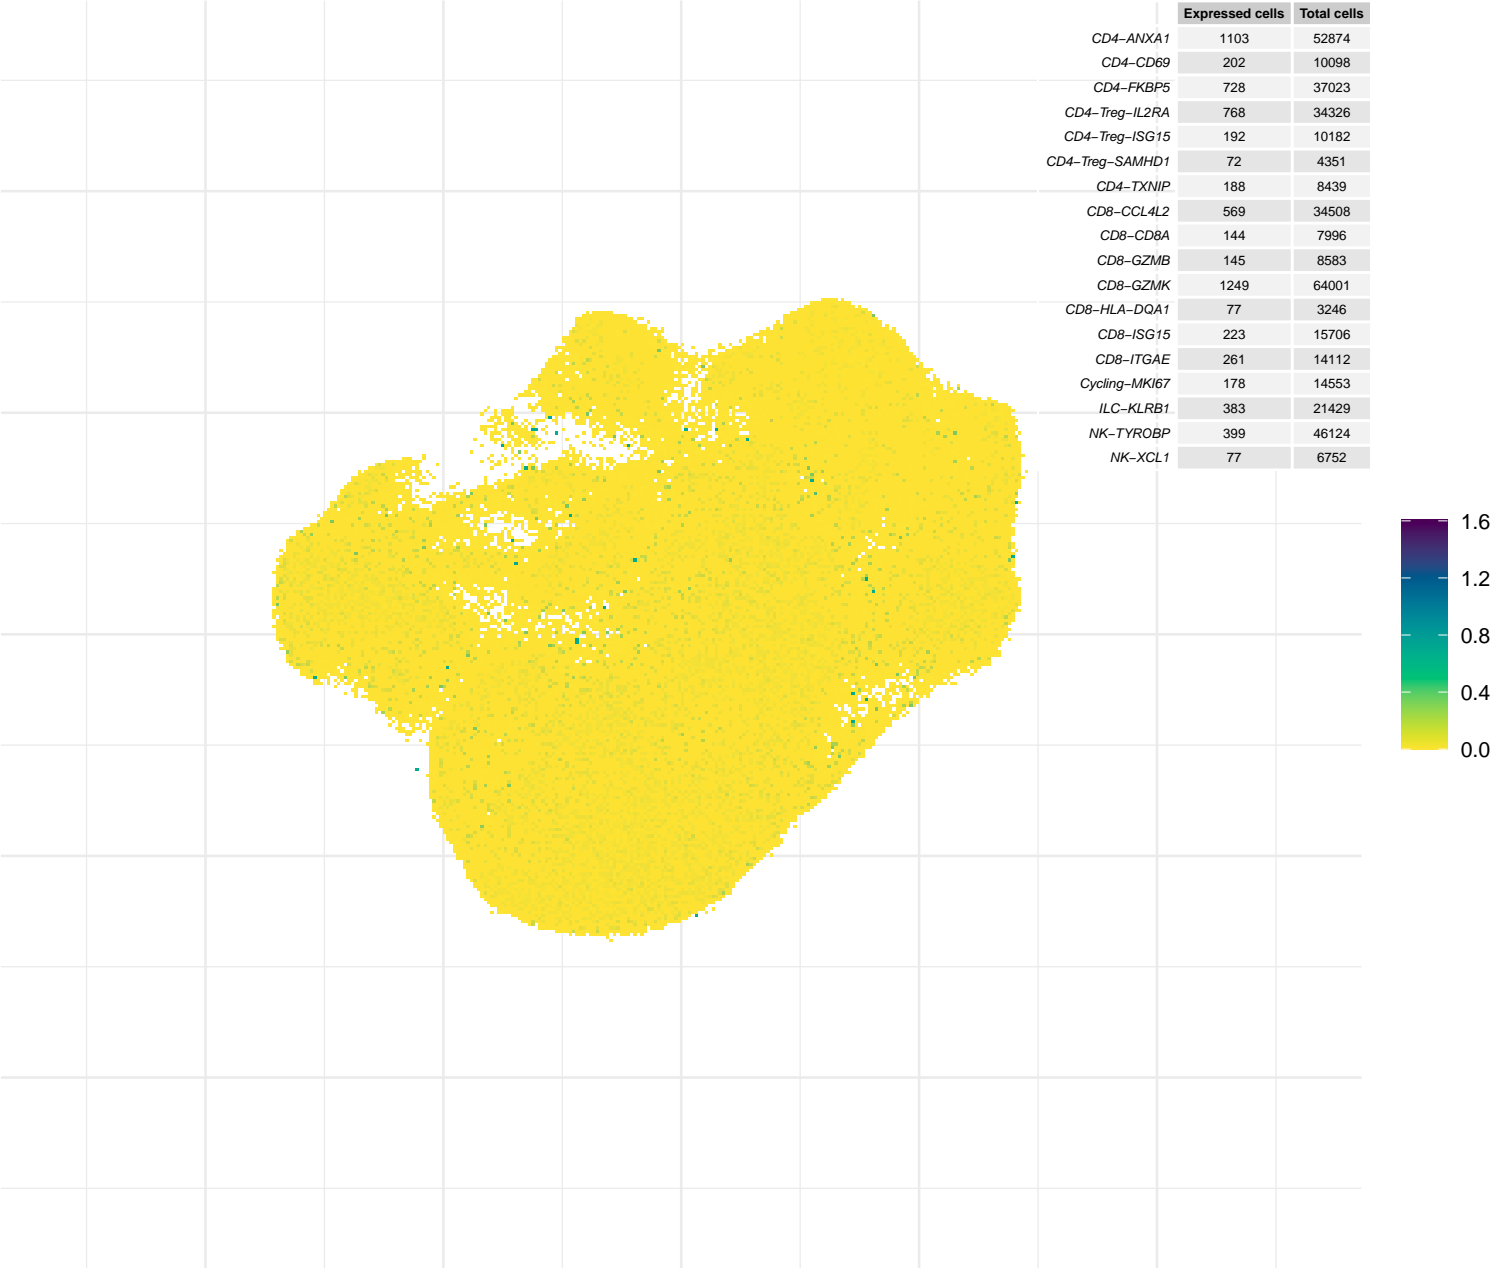 Expressed cells Total cells
CD4−ANXA1 1103 52874
CD4−CD69 202 10098
CD4−FKBP5 728 37023
CD4−Treg−IL2RA 768 34326
CD4−Treg−ISG15 192 10182
CD4−Treg−SAMHD1 72 4351
CD4−TXNIP 188 8439
CD8−CCL4L2 569 34508
CD8−CD8A 144 7996
CD8−GZMB 145 8583
CD8−GZMK 1249 64001
CD8−HLA−DQA1 77 3246
CD8−ISG15 223 15706
CD8−ITGAE 261 14112
Cycling−MKI67 178 14553
ILC−KLRB1 383 21429
NK−TYROBP 399 46124
NK−XCL1 77 6752
1.6
1.2
0.8
0.4
0.0